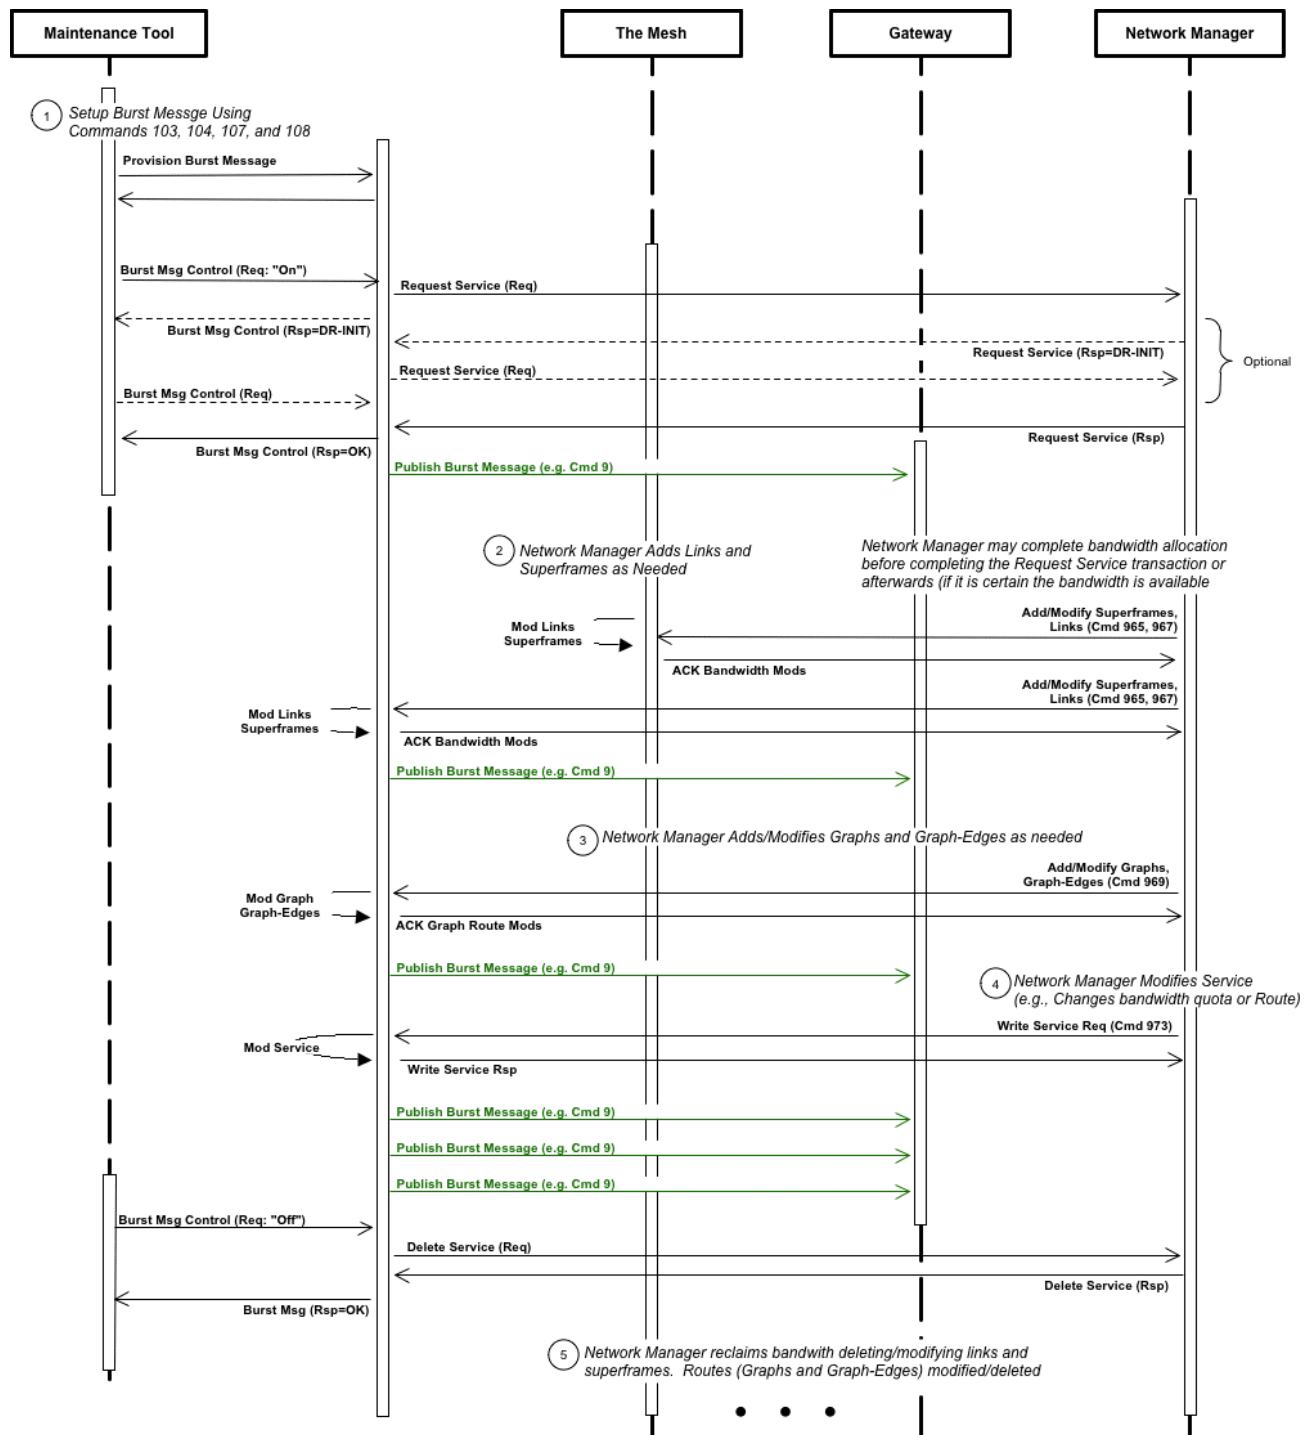 Maintenance Tool
The Mesh
Gateway
Network Manager
1
Setup Burst Messge Using
Commands 103, 104, 107, and 108
Provision Burst Message
Burst Msg Control (Req: "On")
Request Service (Req)
Burst Msg Control (Rsp=DR-INIT)
Request Service (Rsp=DR-INIT)
Optional
Request Service (Req)
Burst Msg Control (Req)
Request Service (Rsp)
Burst Msg Control (Rsp=OK)
Publish Burst Message (e.g. Cmd 9)
2
Network Manager Adds Links and
Superframes as Needed
Network Manager may complete bandwidth allocation
before completing the Request Service transaction or
afterwards (if it is certain the bandwidth is available
Add/Modify Superframes,
Links (Cmd 965, 967)
Mod Links
Superframes
ACK Bandwidth Mods
Add/Modify Superframes,
Links (Cmd 965, 967)
Mod Links
Superframes
ACK Bandwidth Mods
Publish Burst Message (e.g. Cmd 9)
3
Network Manager Adds/Modifies Graphs and Graph-Edges as needed
Add/Modify Graphs,
Graph-Edges (Cmd 969)
Mod Graph
Graph-Edges
ACK Graph Route Mods
Publish Burst Message (e.g. Cmd 9)
4
Network Manager Modifies Service
(e.g., Changes bandwidth quota or Route)
Write Service Req (Cmd 973)
Mod Service
Write Service Rsp
Publish Burst Message (e.g. Cmd 9)
Publish Burst Message (e.g. Cmd 9)
Publish Burst Message (e.g. Cmd 9)
Burst Msg Control (Req: "Off")
Delete Service (Req)
Delete Service (Rsp)
Burst Msg (Rsp=OK)
5
Network Manager reclaims bandwith deleting/modifying links and
superframes.  Routes (Graphs and Graph-Edges) modified/deleted